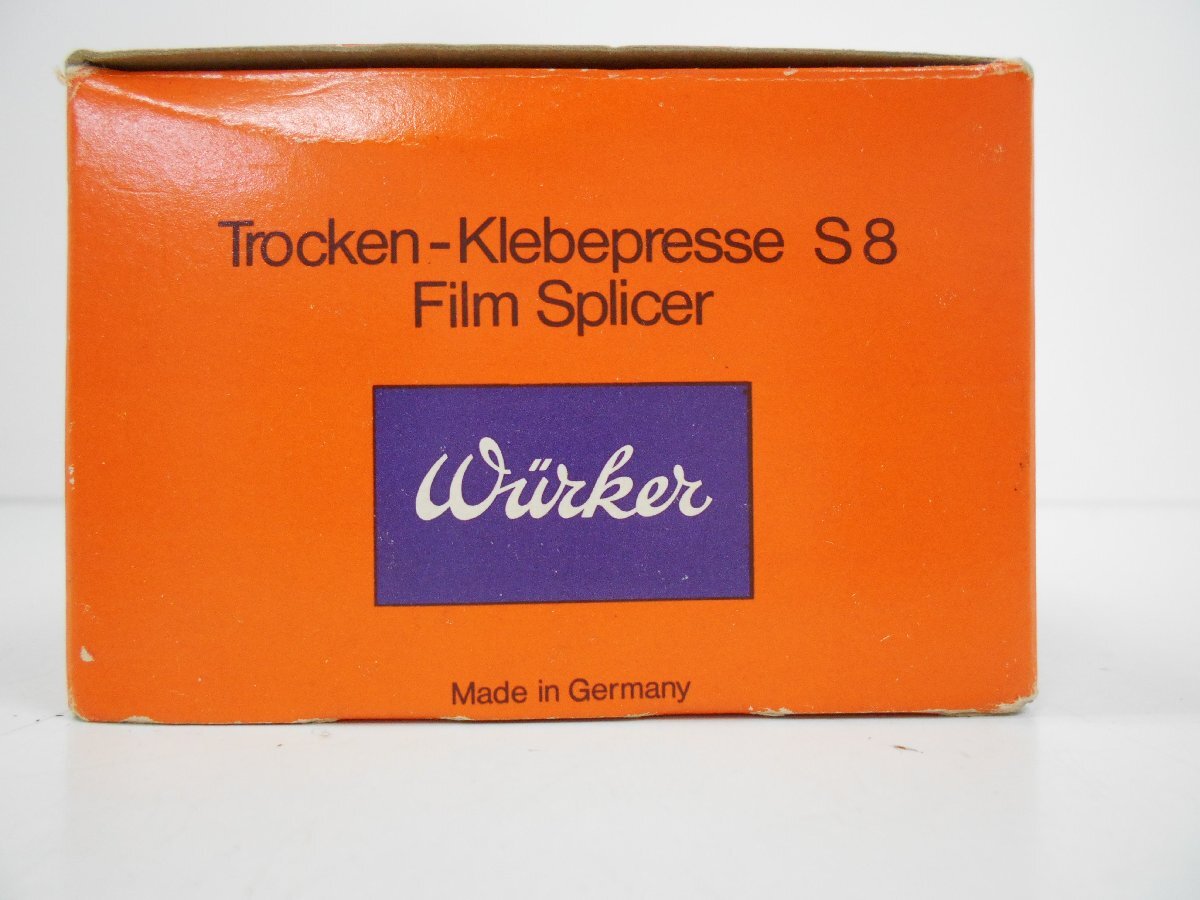 Trocken-Klebepresse S 8
Film Splicer
Würker
Made in Germany